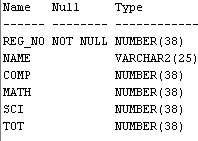 Name   Null     Type
------ -------- ------------
REG_NO NOT NULL NUMBER(38)
NAME            VARCHAR2(25)
COMP            NUMBER(38)
MATH            NUMBER(38)
SCI             NUMBER(38)
TOT             NUMBER(38)